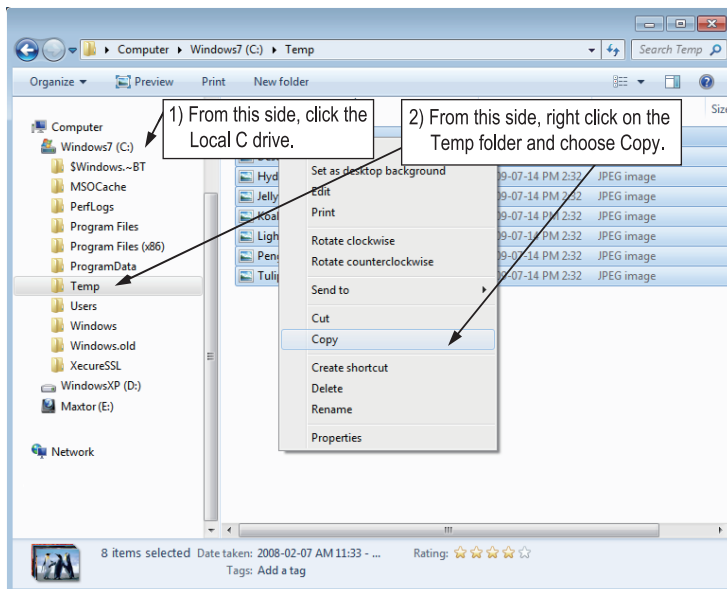 Computer ▸ Windows7 (C:) ▸ Temp
Search Temp
Organize
Preview
Print
New folder
Size
1) From this side, click the
Local C drive.
2) From this side, right click on the
Temp folder and choose Copy.
Computer
Windows7 (C:)
$Windows.~BT
MSOCache
PerfLogs
Program Files
Program Files (x86)
ProgramData
Temp
Users
Windows
Windows.old
XecureSSL
WindowsXP (D:)
Maxtor (E:)
Network
Set as desktop background
Edit
Print
Rotate clockwise
Rotate counterclockwise
Send to
Cut
Copy
Create shortcut
Delete
Rename
Properties
Hyd 09-07-14 PM 2:32 JPEG image
Jelly 09-07-14 PM 2:32 JPEG image
Koal 09-07-14 PM 2:32 JPEG image
Ligh 09-07-14 PM 2:32 JPEG image
Peng 09-07-14 PM 2:32 JPEG image
Tulip 09-07-14 PM 2:32 JPEG image
8 items selected Date taken: 2008-02-07 AM 11:33 - ... Rating:
Tags: Add a tag